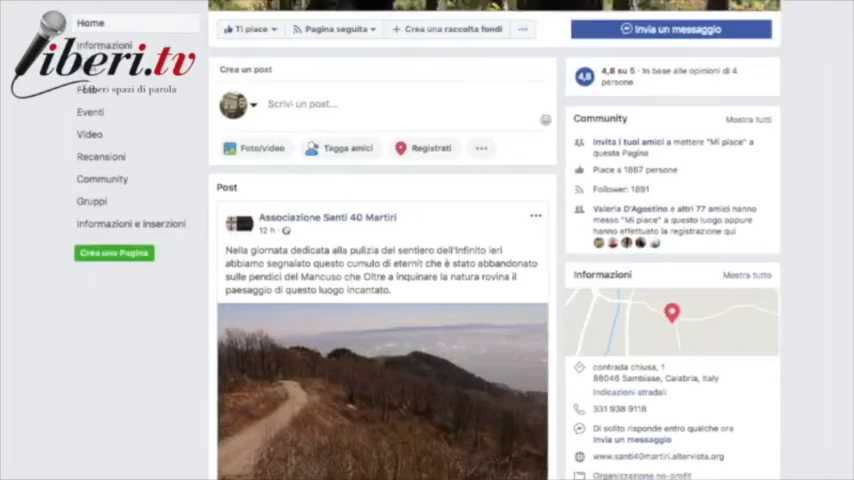 Home
Informazioni
liberi.tv
Liberi spazi di parola
Foto
Eventi
Video
Recensioni
Community
Gruppi
Informazioni e inserzioni
Crea una Pagina
Ti piace
Pagina seguita
Crea una raccolta fondi
Invia un messaggio
Crea un post
Scrivi un post...
Foto/video
Tagga amici
Registrati
Post
Associazione Santi 40 Martiri
12 h
Nella giornata dedicata alla pulizia del sentiero dell'Infinito ieri
abbiamo segnalato questo cumulo di eternit che è stato abbandonato
sulle pendici del Mancuso che Oltre a inquinare la natura rovina il
paesaggio di questo luogo incantato.
4,8
4,8 su 5 · In base alle opinioni di 4
persone
Community
Mostra tutti
Invita i tuoi amici a mettere "Mi piace" a
questa Pagina
Piace a 1867 persone
Follower: 1891
Valeria D'Agostino e altri 77 amici hanno
messo "Mi piace" a questo luogo oppure
hanno effettuato la registrazione qui
Informazioni
Mostra tutto
contrada chiusa, 1
88046 Sambiase, Calabria, Italy
Indicazioni stradali
331 938 9118
Di solito risponde entro qualche ora
Invia un messaggio
www.santi40martiri.altervista.org
Organizzazione no-profit